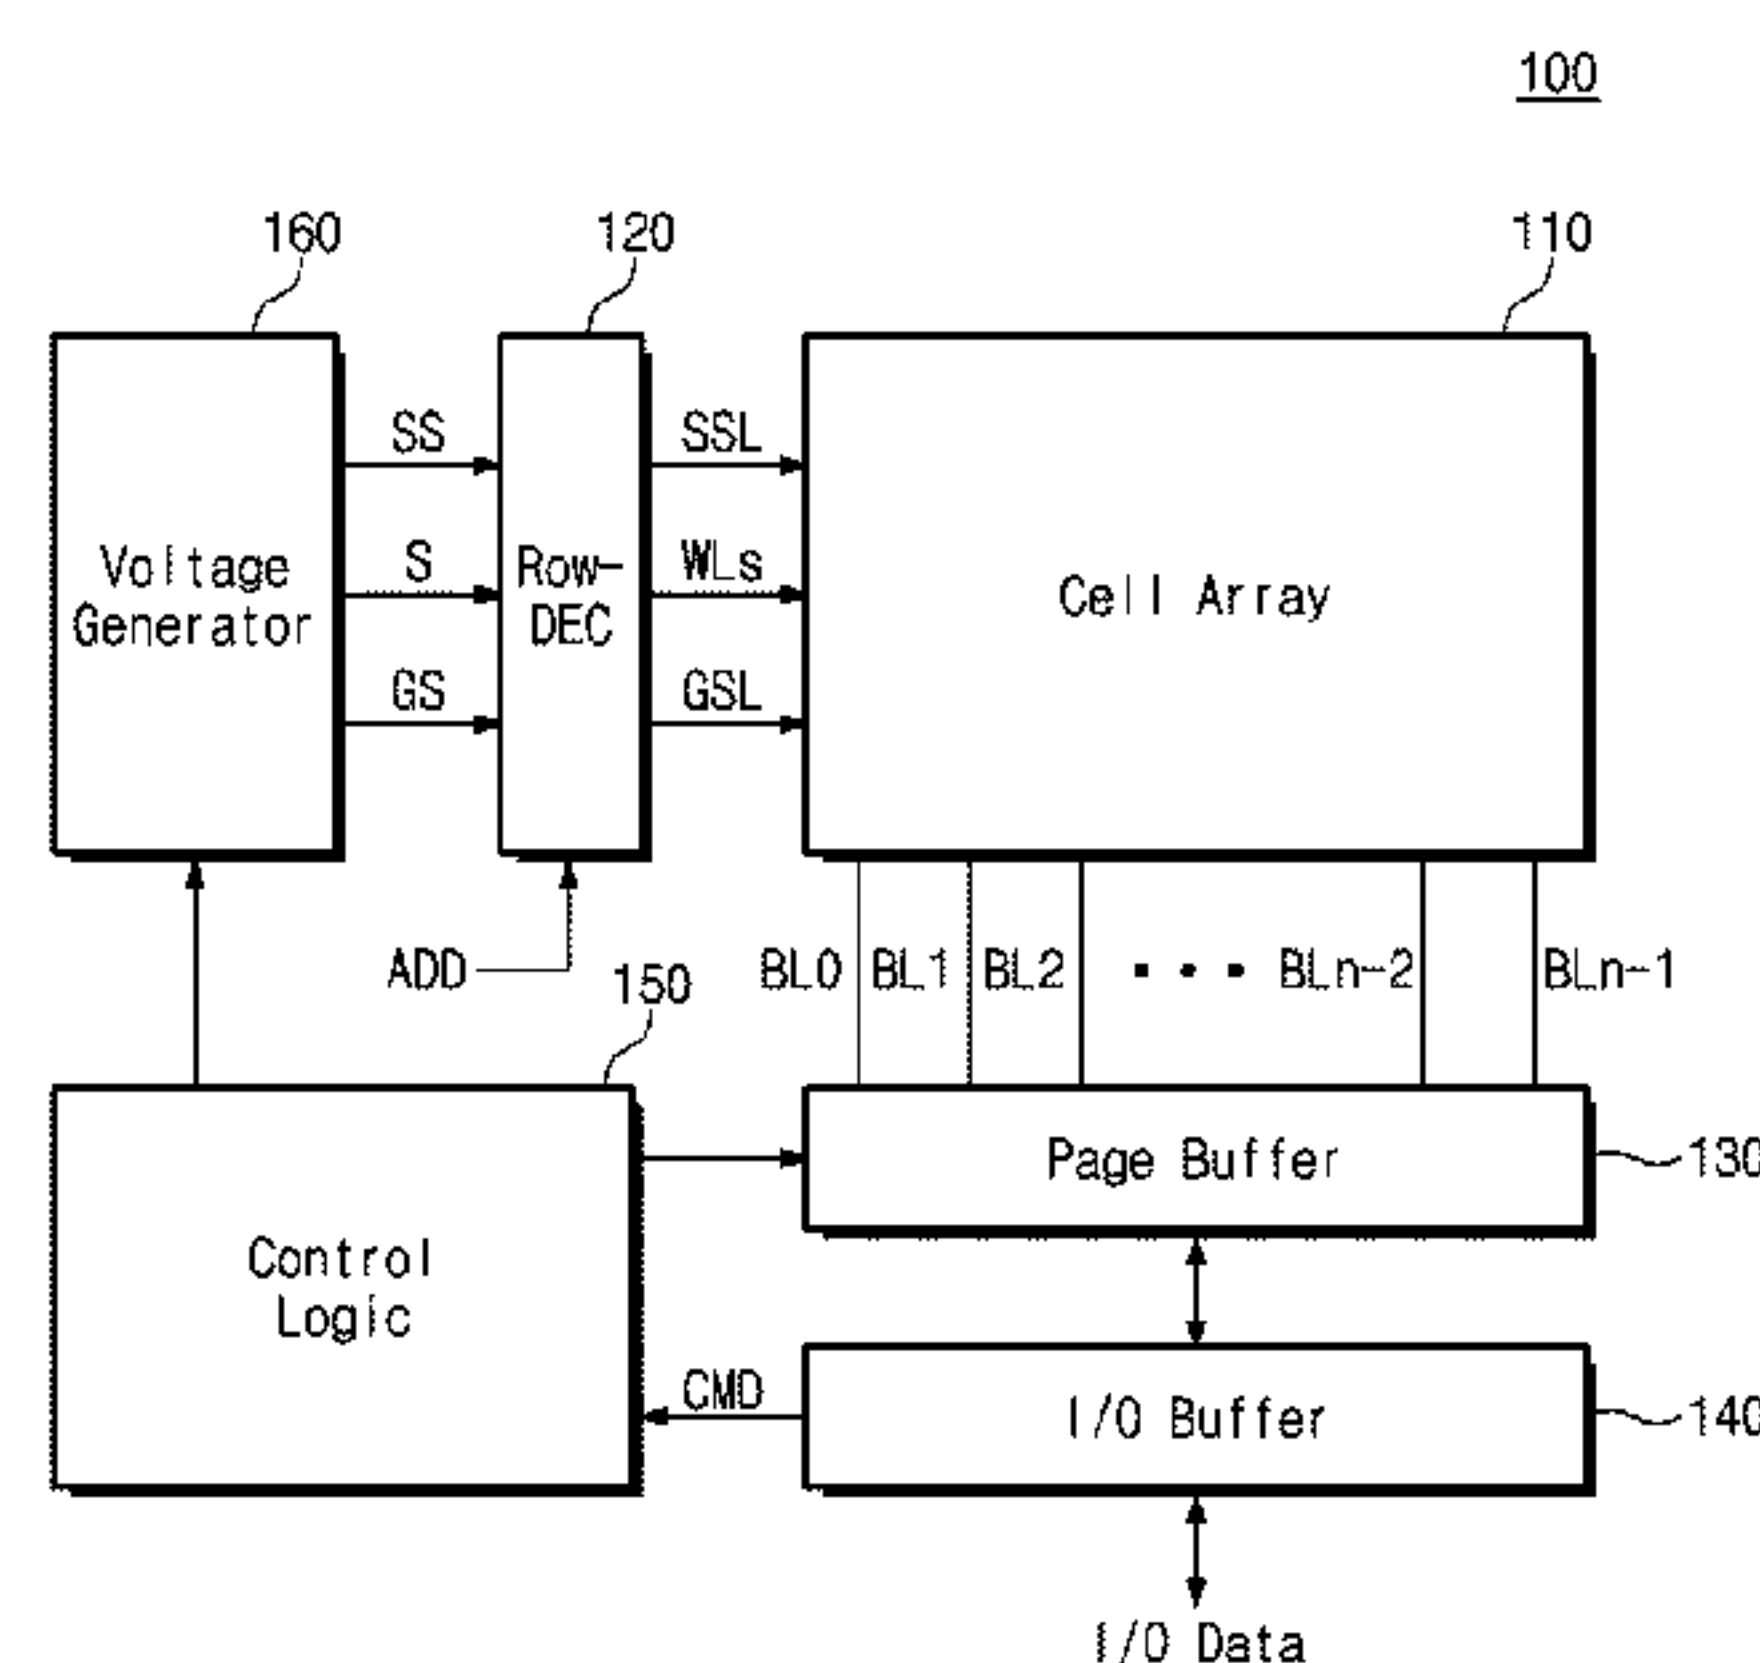 100
160
120
110
SS
SSL
S
WLs
GS
GSL
Voltage
Generator
Row-
DEC
Cell Array
ADD
150
BL0
BL1
BL2
• • •
BLn-2
BLn-1
Page Buffer
130
Control
Logic
CMD
I/O Buffer
140
I/O Data